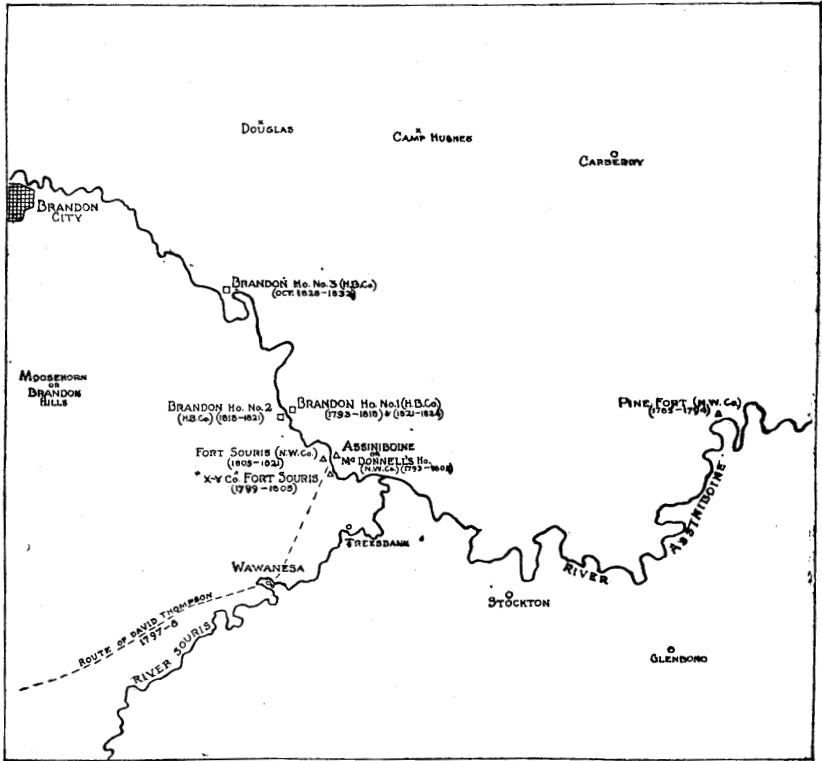 DOUGLAS
CAMP HUGHES
CARBERRY
BRANDON
CITY
BRANDON HO. NO. 3 (H.B.CO)
(OCT. 1828-1832)
MOOSEHORN
OR
BRANDON
HILLS
BRANDON HO. NO. 2
(H.B.CO) (1818-1821)
BRANDON HO. NO. 1 (H.B.CO)
(1793-1818) & (1821-1824)
PINE FORT (N.W.CO)
(1785-1794)
FORT SOURIS (N.W.CO.)
(1805-1821)
ASSINIBOINE
OR
MCDONNELL'S HO.
(N.W.CO.) (1793-
X-Y CO. FORT SOURIS
(1799-1805)
TREESBANK
WAWANESA
RIVER ASSINIBOINE
STOCKTON
ROUTE OF DAVID THOMPSON
1797-8
RIVER SOURIS
GLENBORO